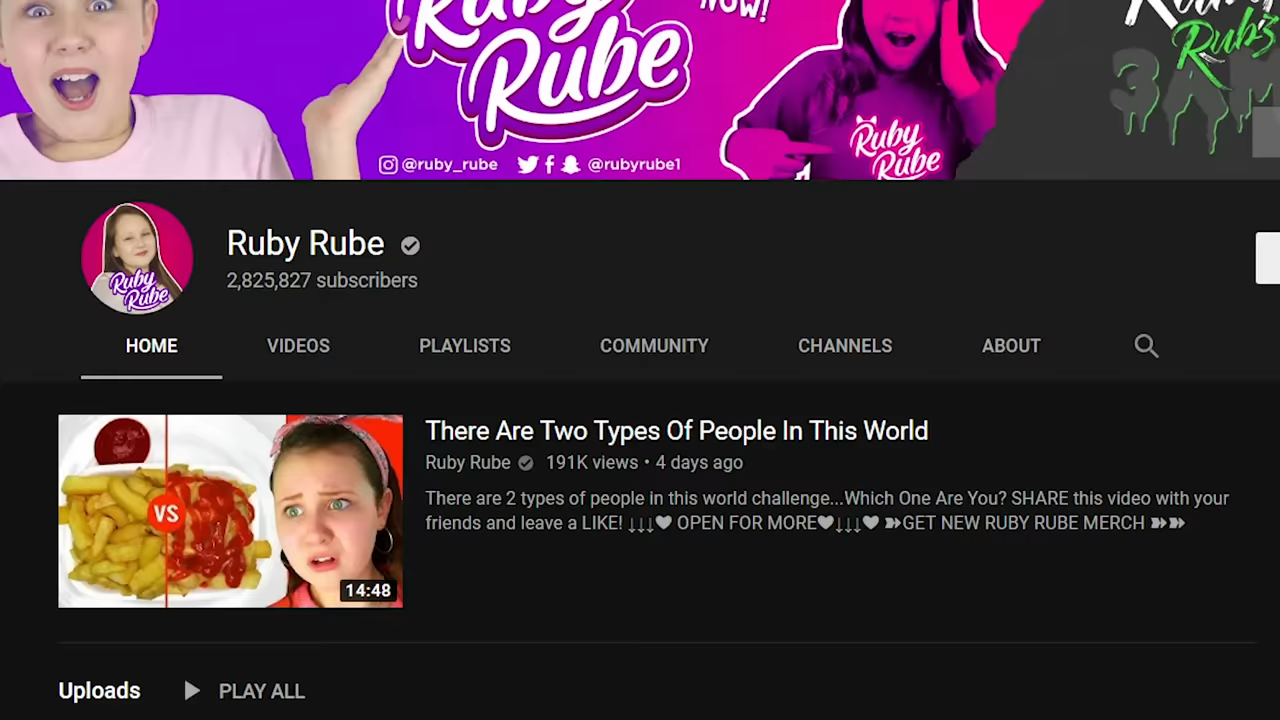 Ruby
Rube
NOW!
Rubz
3AM
Ruby
Rube
@ruby_rube
@rubyrube1
Ruby Rube
2,825,827 subscribers
Ruby
Rube
HOME VIDEOS PLAYLISTS COMMUNITY CHANNELS ABOUT
There Are Two Types Of People In This World
Ruby Rube 191K views • 4 days ago
There are 2 types of people in this world challenge...Which One Are You? SHARE this video with your
friends and leave a LIKE! ↓↓↓♥ OPEN FOR MORE♥↓↓↓♥ ⯮GET NEW RUBY RUBE MERCH ⯮⯮
VS
14:48
Uploads PLAY ALL